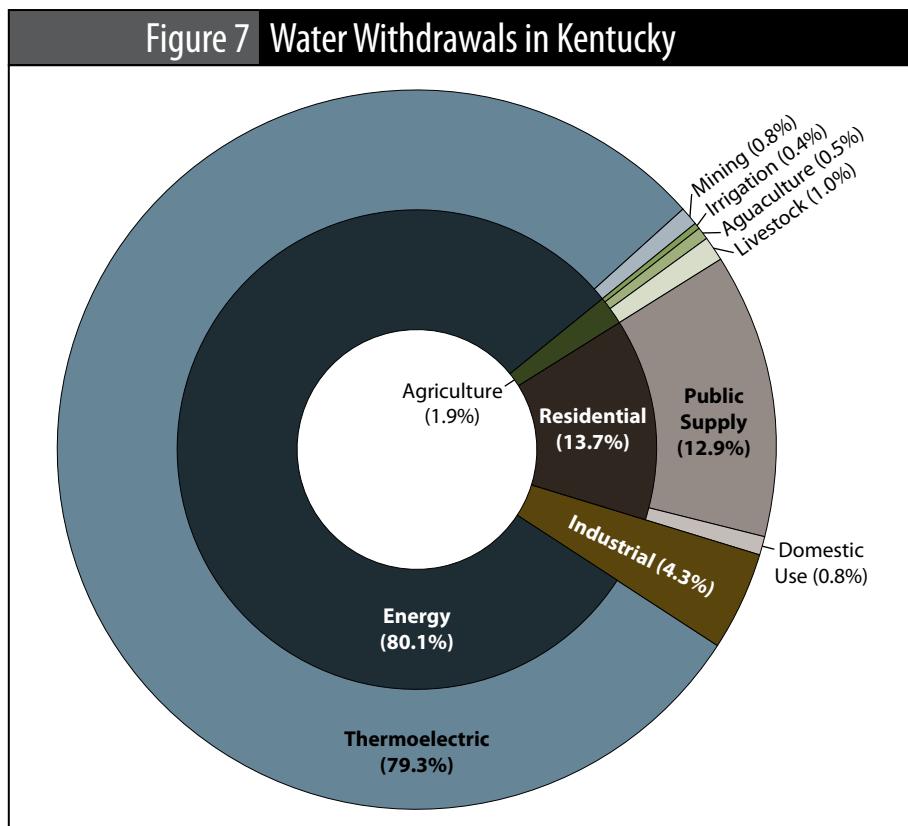 Figure 7 Water Withdrawals in Kentucky
Mining (0.8%)
Irrigation (0.4%)
Aguaculture (0.5%)
Livestock (1.0%)
Agriculture
(1.9%)
Residential
(13.7%)
Public
Supply
(12.9%)
Industrial (4.3%)
Domestic
Use (0.8%)
Energy
(80.1%)
Thermoelectric
(79.3%)